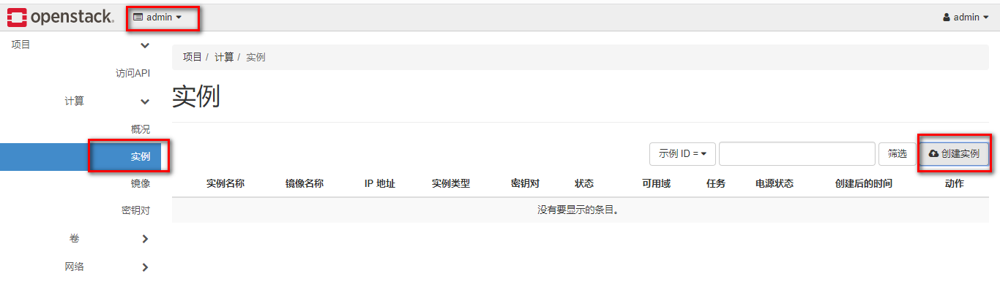 openstack. admin admin
项目
访问API
计算
概况
实例
镜像
密钥对
卷
网络
项目 / 计算 / 实例
实例
示例 ID = 筛选 创建实例
实例名称 镜像名称 IP 地址 实例类型 密钥对 状态 可用域 任务 电源状态 创建后的时间 动作
没有要显示的条目。